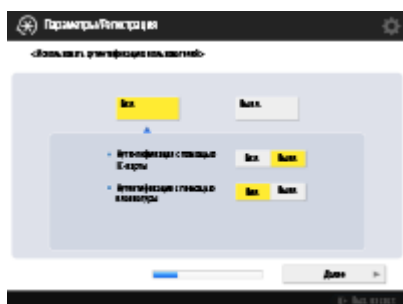 Параметры/Регистрация
<Использовать аутентификацию пользователей>
Вкл. Выкл.
Аутентификация с помощью Вкл. Выкл.
IC-карты
Аутентификация с помощью Вкл. Выкл.
клавиатуры
Далее